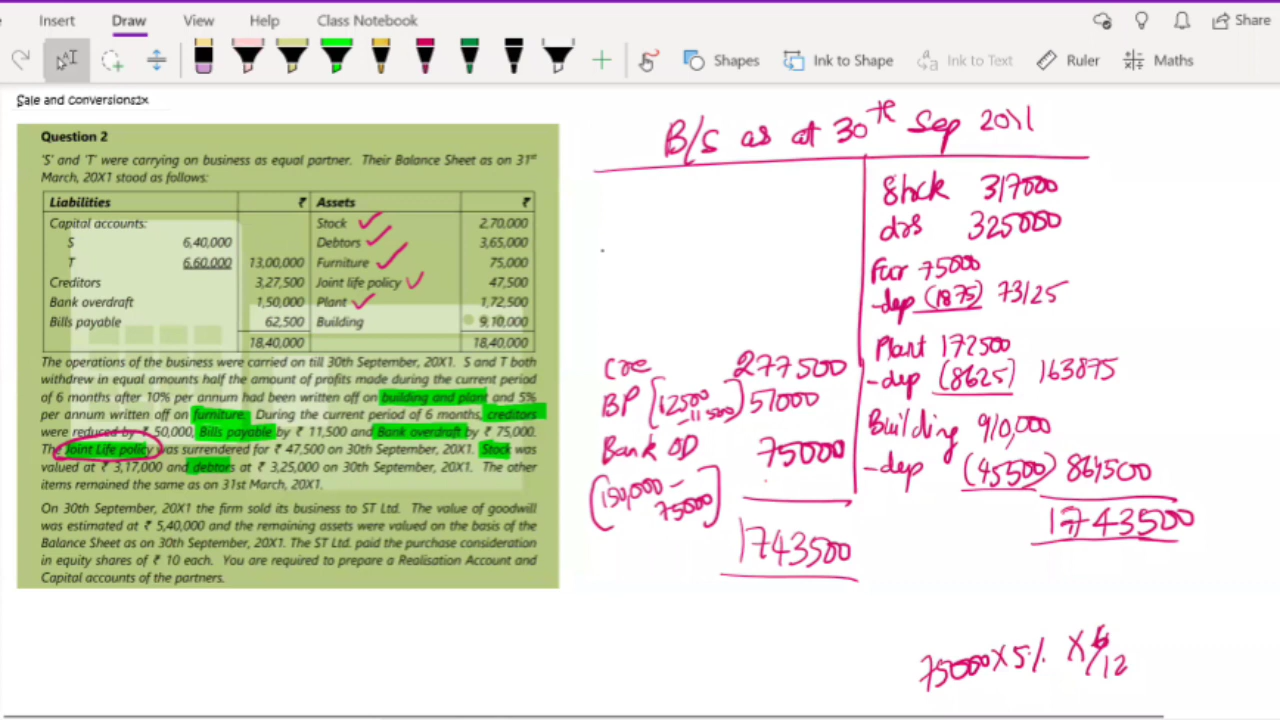 Insert Draw View Help Class Notebook
Share
Shapes Ink to Shape Ink to Text Ruler Maths
Sale and conversions2x
Question 2
'S' and 'T' were carrying on business as equal partner. Their Balance Sheet as on 31st
March, 20X1 stood as follows:
Liabilities ₹ Assets ₹
Capital accounts: Stock 2,70,000
S 6,40,000 Debtors 3,65,000
T 6,60,000 13,00,000 Furniture 75,000
Creditors 3,27,500 Joint life policy 47,500
Bank overdraft 1,50,000 Plant 1,72,500
Bills payable 62,500 Building 9,10,000
18,40,000 18,40,000
The operations of the business were carried on till 30th September, 20X1. S and T both
withdrew in equal amounts half the amount of profits made during the current period
of 6 months after 10% per annum had been written off on building and plant and 5%
per annum written off on furniture. During the current period of 6 months, creditors
were reduced by ₹ 50,000, Bills payable by ₹ 11,500 and Bank overdraft by ₹ 75,000.
The Joint Life policy was surrendered for ₹ 47,500 on 30th September, 20X1. Stock was
valued at ₹ 3,17,000 and debtors at ₹ 3,25,000 on 30th September, 20X1. The other
items remained the same as on 31st March, 20X1.
On 30th September, 20X1 the firm sold its business to ST Ltd. The value of goodwill
was estimated at ₹ 5,40,000 and the remaining assets were valued on the basis of the
Balance Sheet as on 30th September, 20X1. The ST Ltd. paid the purchase consideration
in equity shares of ₹ 10 each. You are required to prepare a Realisation Account and
Capital accounts of the partners.
B/S as at 30th Sep 20X1
Stock 317000
drs 325000
Fur 75000
-dep (1875) 73125
Plant 172500
-dep (8625) 163875
Building 910,000
-dep (45500) 864500
1743500
Cre 277500
BP [62500 -11500] 51000
Bank OD 75000
(150,000 -
75000)
1743500
75000 X 5% X 6/12